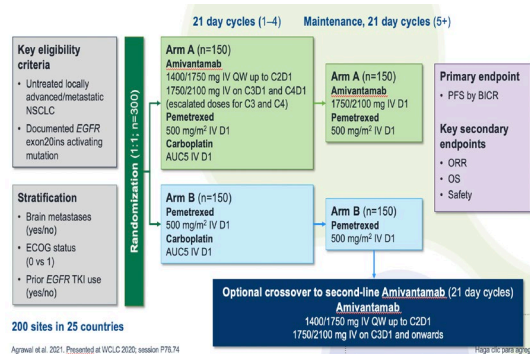 21 day cycles (1–4)
Maintenance, 21 day cycles (5+)
Key eligibility
criteria
• Untreated locally
advanced/metastatic
NSCLC
• Documented EGFR
exon20ins activating
mutation
Stratification
• Brain metastases
(yes/no)
• ECOG status
(0 vs 1)
• Prior EGFR TKI use
(yes/no)
Randomization (1:1; n=300)
Arm A (n=150)
Amivantamab
1400/1750 mg IV QW up to C2D1
1750/2100 mg IV on C3D1 and C4D1
(escalated doses for C3 and C4)
Pemetrexed
500 mg/m² IV D1
Carboplatin
AUC5 IV D1
Arm A (n=150)
Amivantamab
1750/2100 mg IV D1
Pemetrexed
500 mg/m² IV D1
Arm B (n=150)
Pemetrexed
500 mg/m² IV D1
Carboplatin
AUC5 IV D1
Arm B (n=150)
Pemetrexed
500 mg/m² IV D1
Primary endpoint
• PFS by BICR
Key secondary
endpoints
• ORR
• OS
• Safety
Optional crossover to second-line Amivantamab (21 day cycles)
Amivantamab
1400/1750 mg IV QW up to C2D1
1750/2100 mg IV on C3D1 and onwards
200 sites in 25 countries
Agrawal et al. 2021. Presented at WCLC 2020; session P76.74
Haga clic para agreg